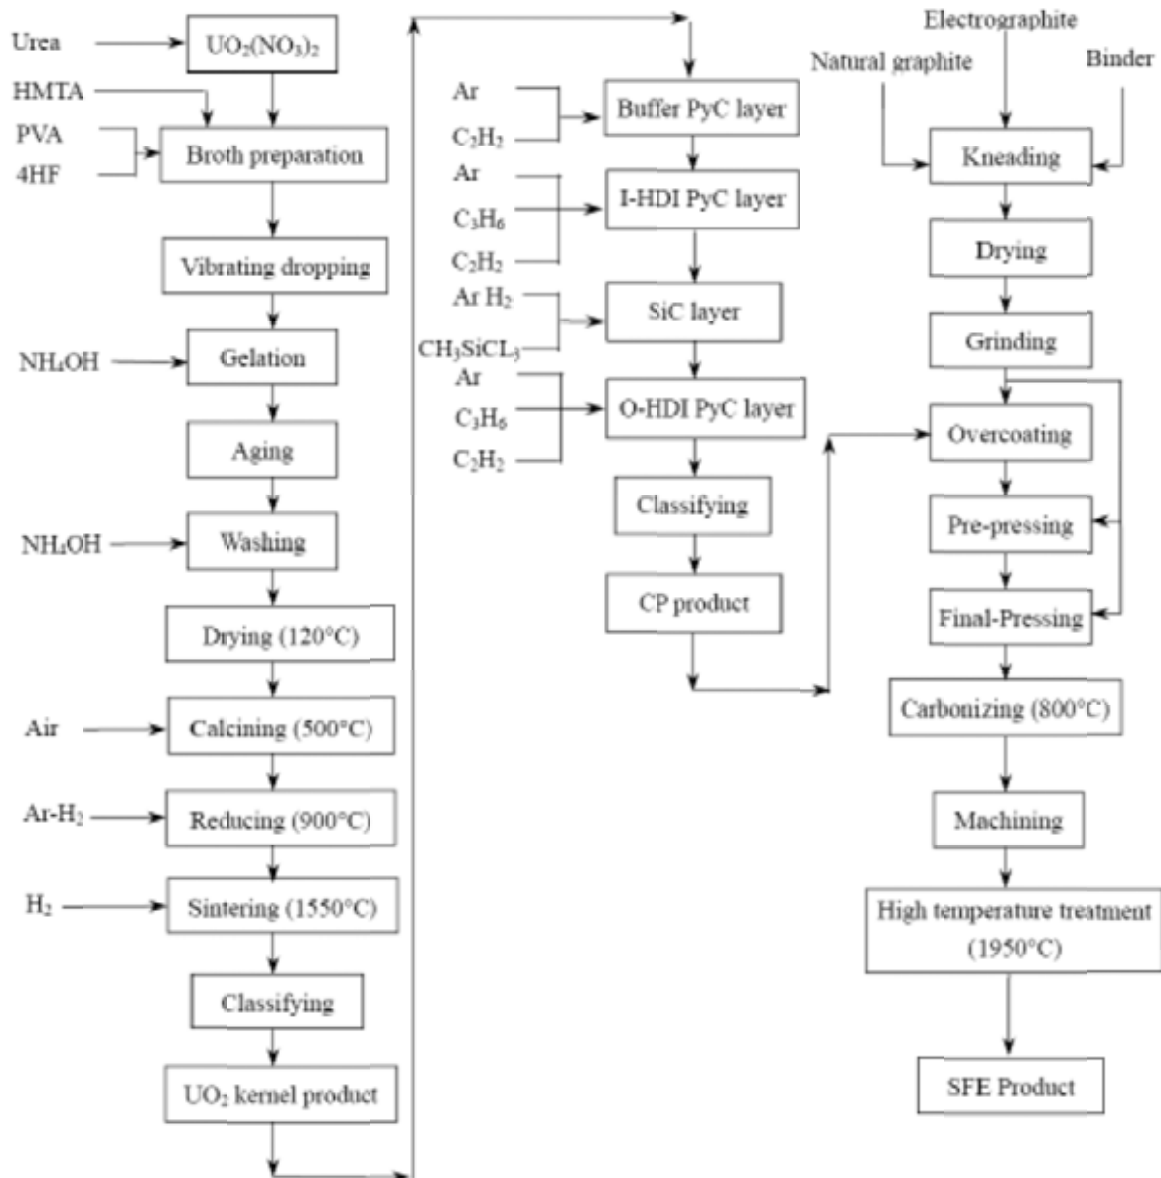 Urea
UO₂(NO₃)₂
HMTA
PVA
4HF
Broth preparation
Vibrating dropping
NH₄OH
Gelation
Aging
NH₄OH
Washing
Drying (120°C)
Air
Calcining (500°C)
Ar-H₂
Reducing (900°C)
H₂
Sintering (1550°C)
Classifying
UO₂ kernel product
Ar
C₂H₂
Buffer PyC layer
Ar
C₃H₆
C₂H₂
I-HDI PyC layer
Ar H₂
CH₃SiCL₃
SiC layer
Ar
C₃H₆
C₂H₂
O-HDI PyC layer
Classifying
CP product
Electrographite
Natural graphite
Binder
Kneading
Drying
Grinding
Overcoating
Pre-pressing
Final-Pressing
Carbonizing (800°C)
Machining
High temperature treatment
(1950°C)
SFE Product